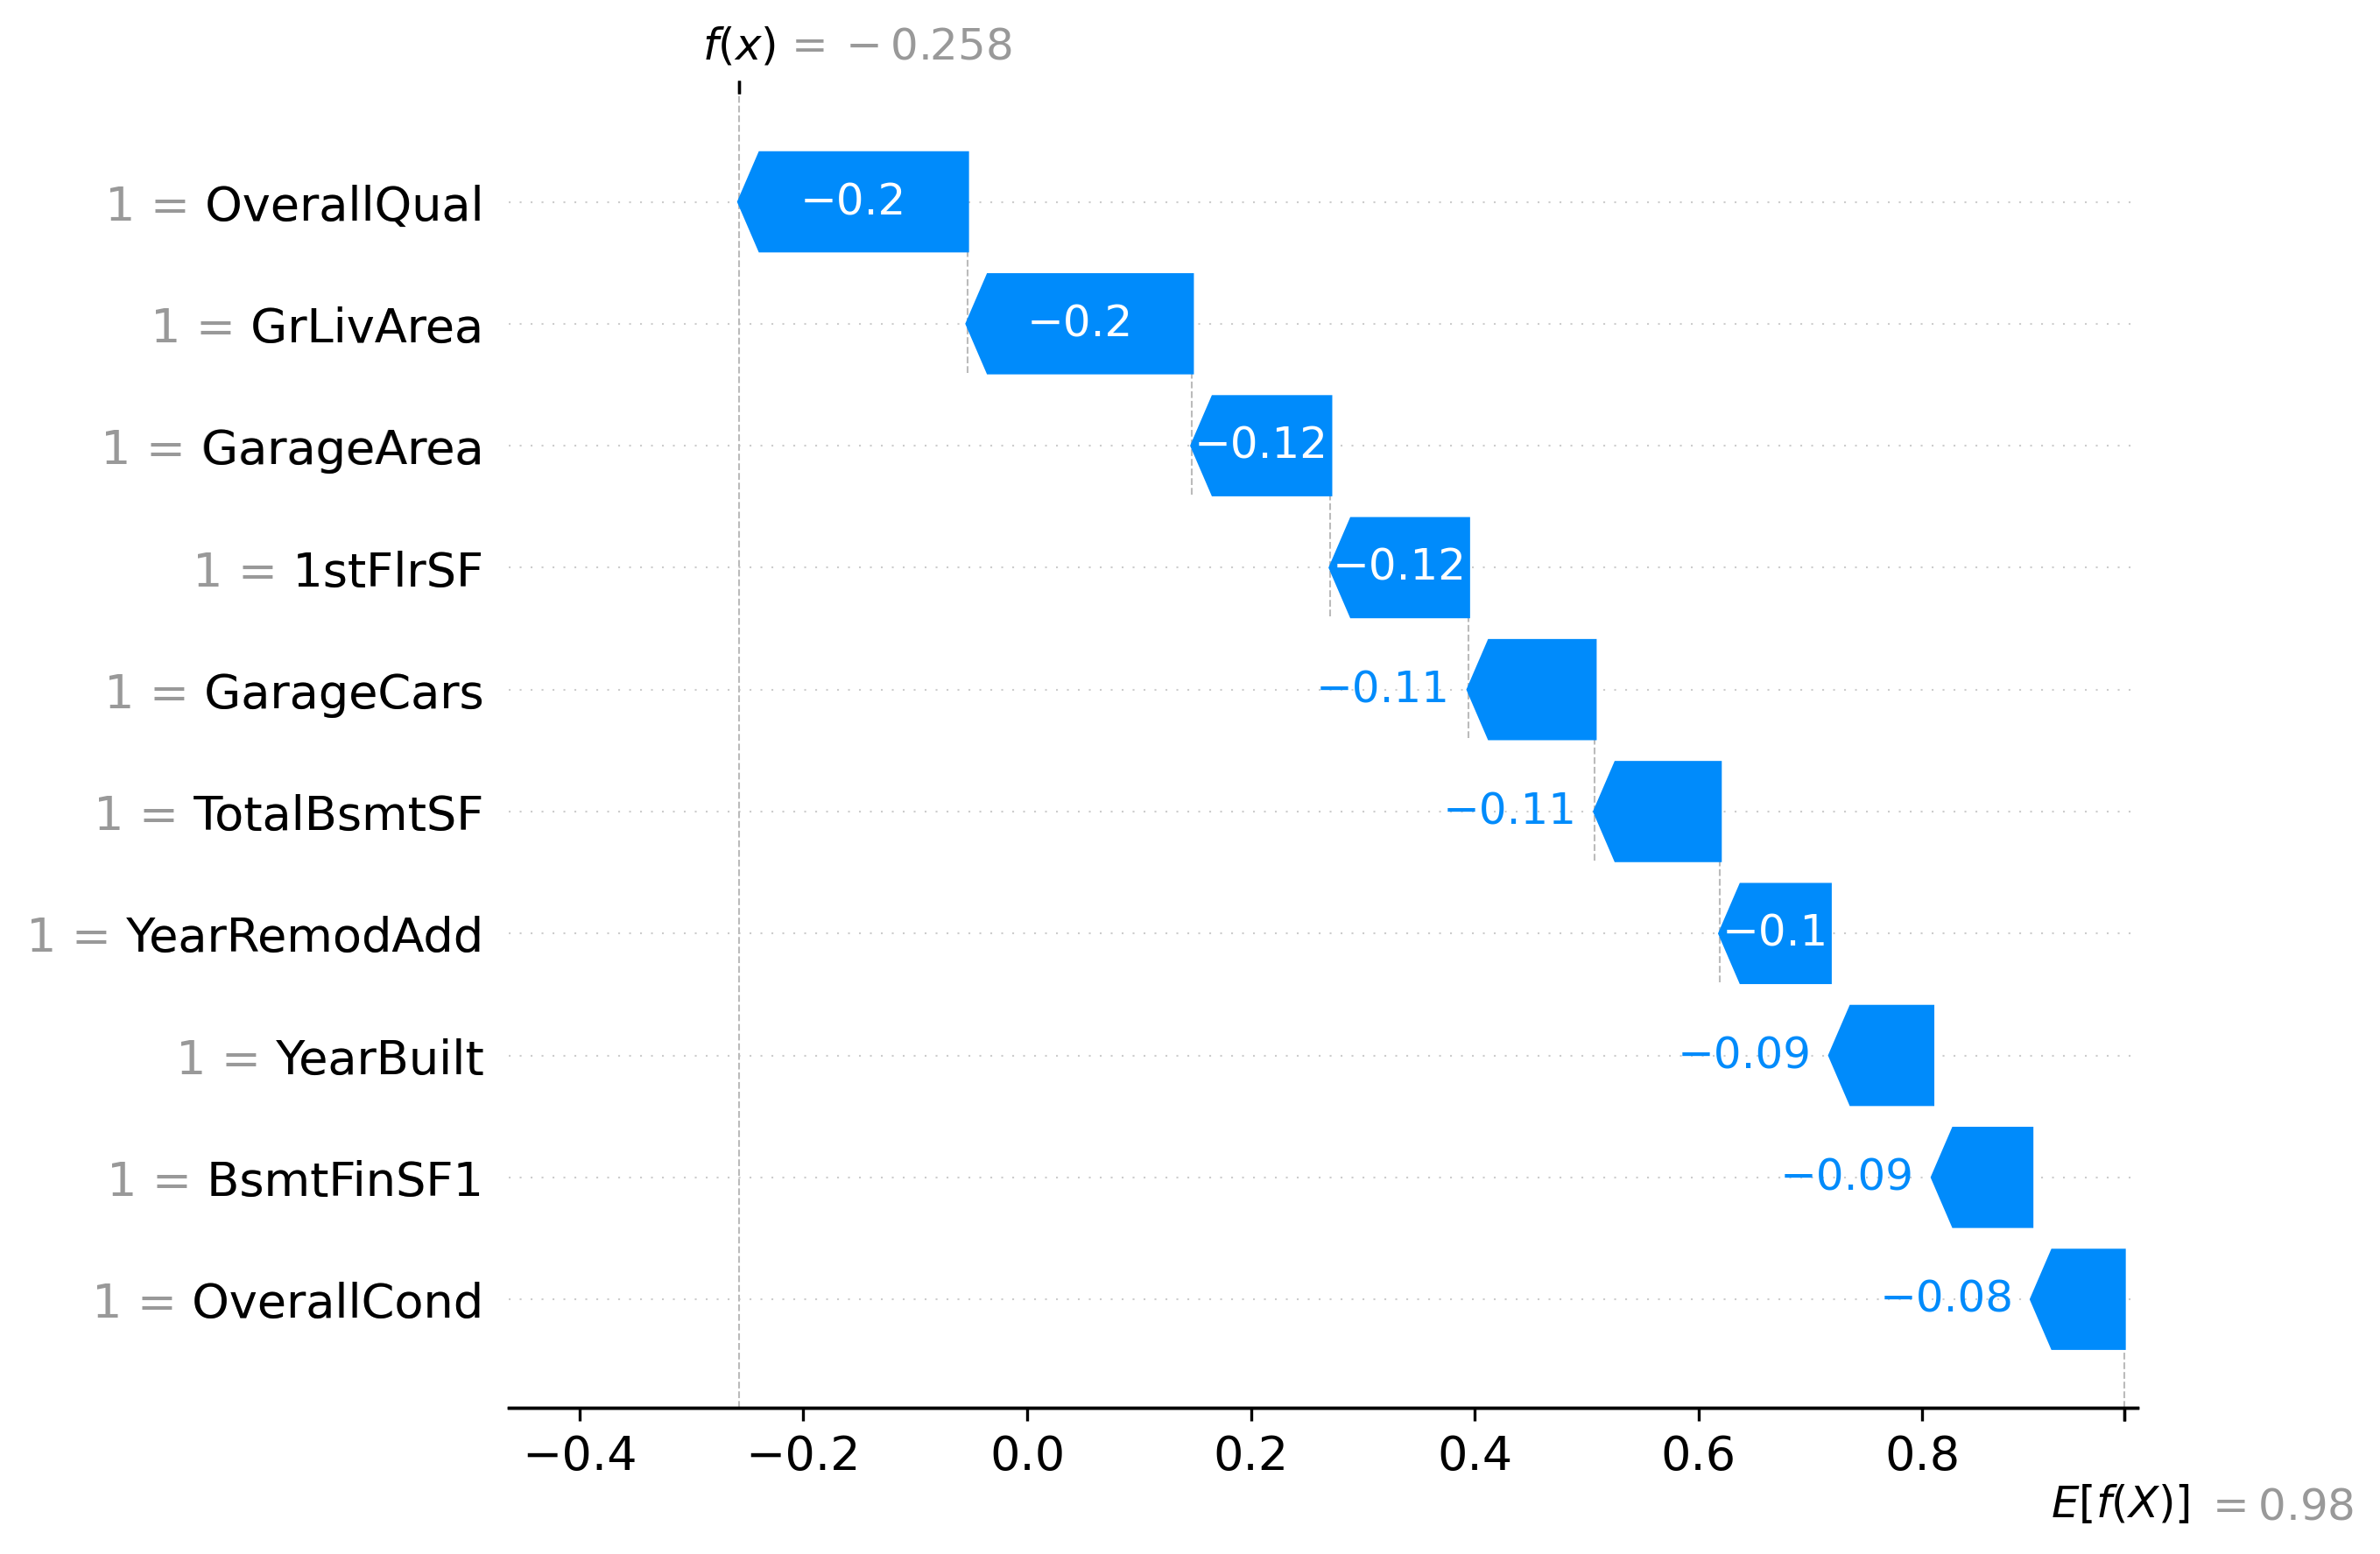 f(x) = −0.258
1 = OverallQual −0.2
1 = GrLivArea −0.2
1 = GarageArea −0.12
1 = 1stFlrSF −0.12
1 = GarageCars −0.11
1 = TotalBsmtSF −0.11
1 = YearRemodAdd −0.1
1 = YearBuilt −0.09
1 = BsmtFinSF1 −0.09
1 = OverallCond −0.08
−0.4 −0.2 0.0 0.2 0.4 0.6 0.8
E[f(X)] = 0.98